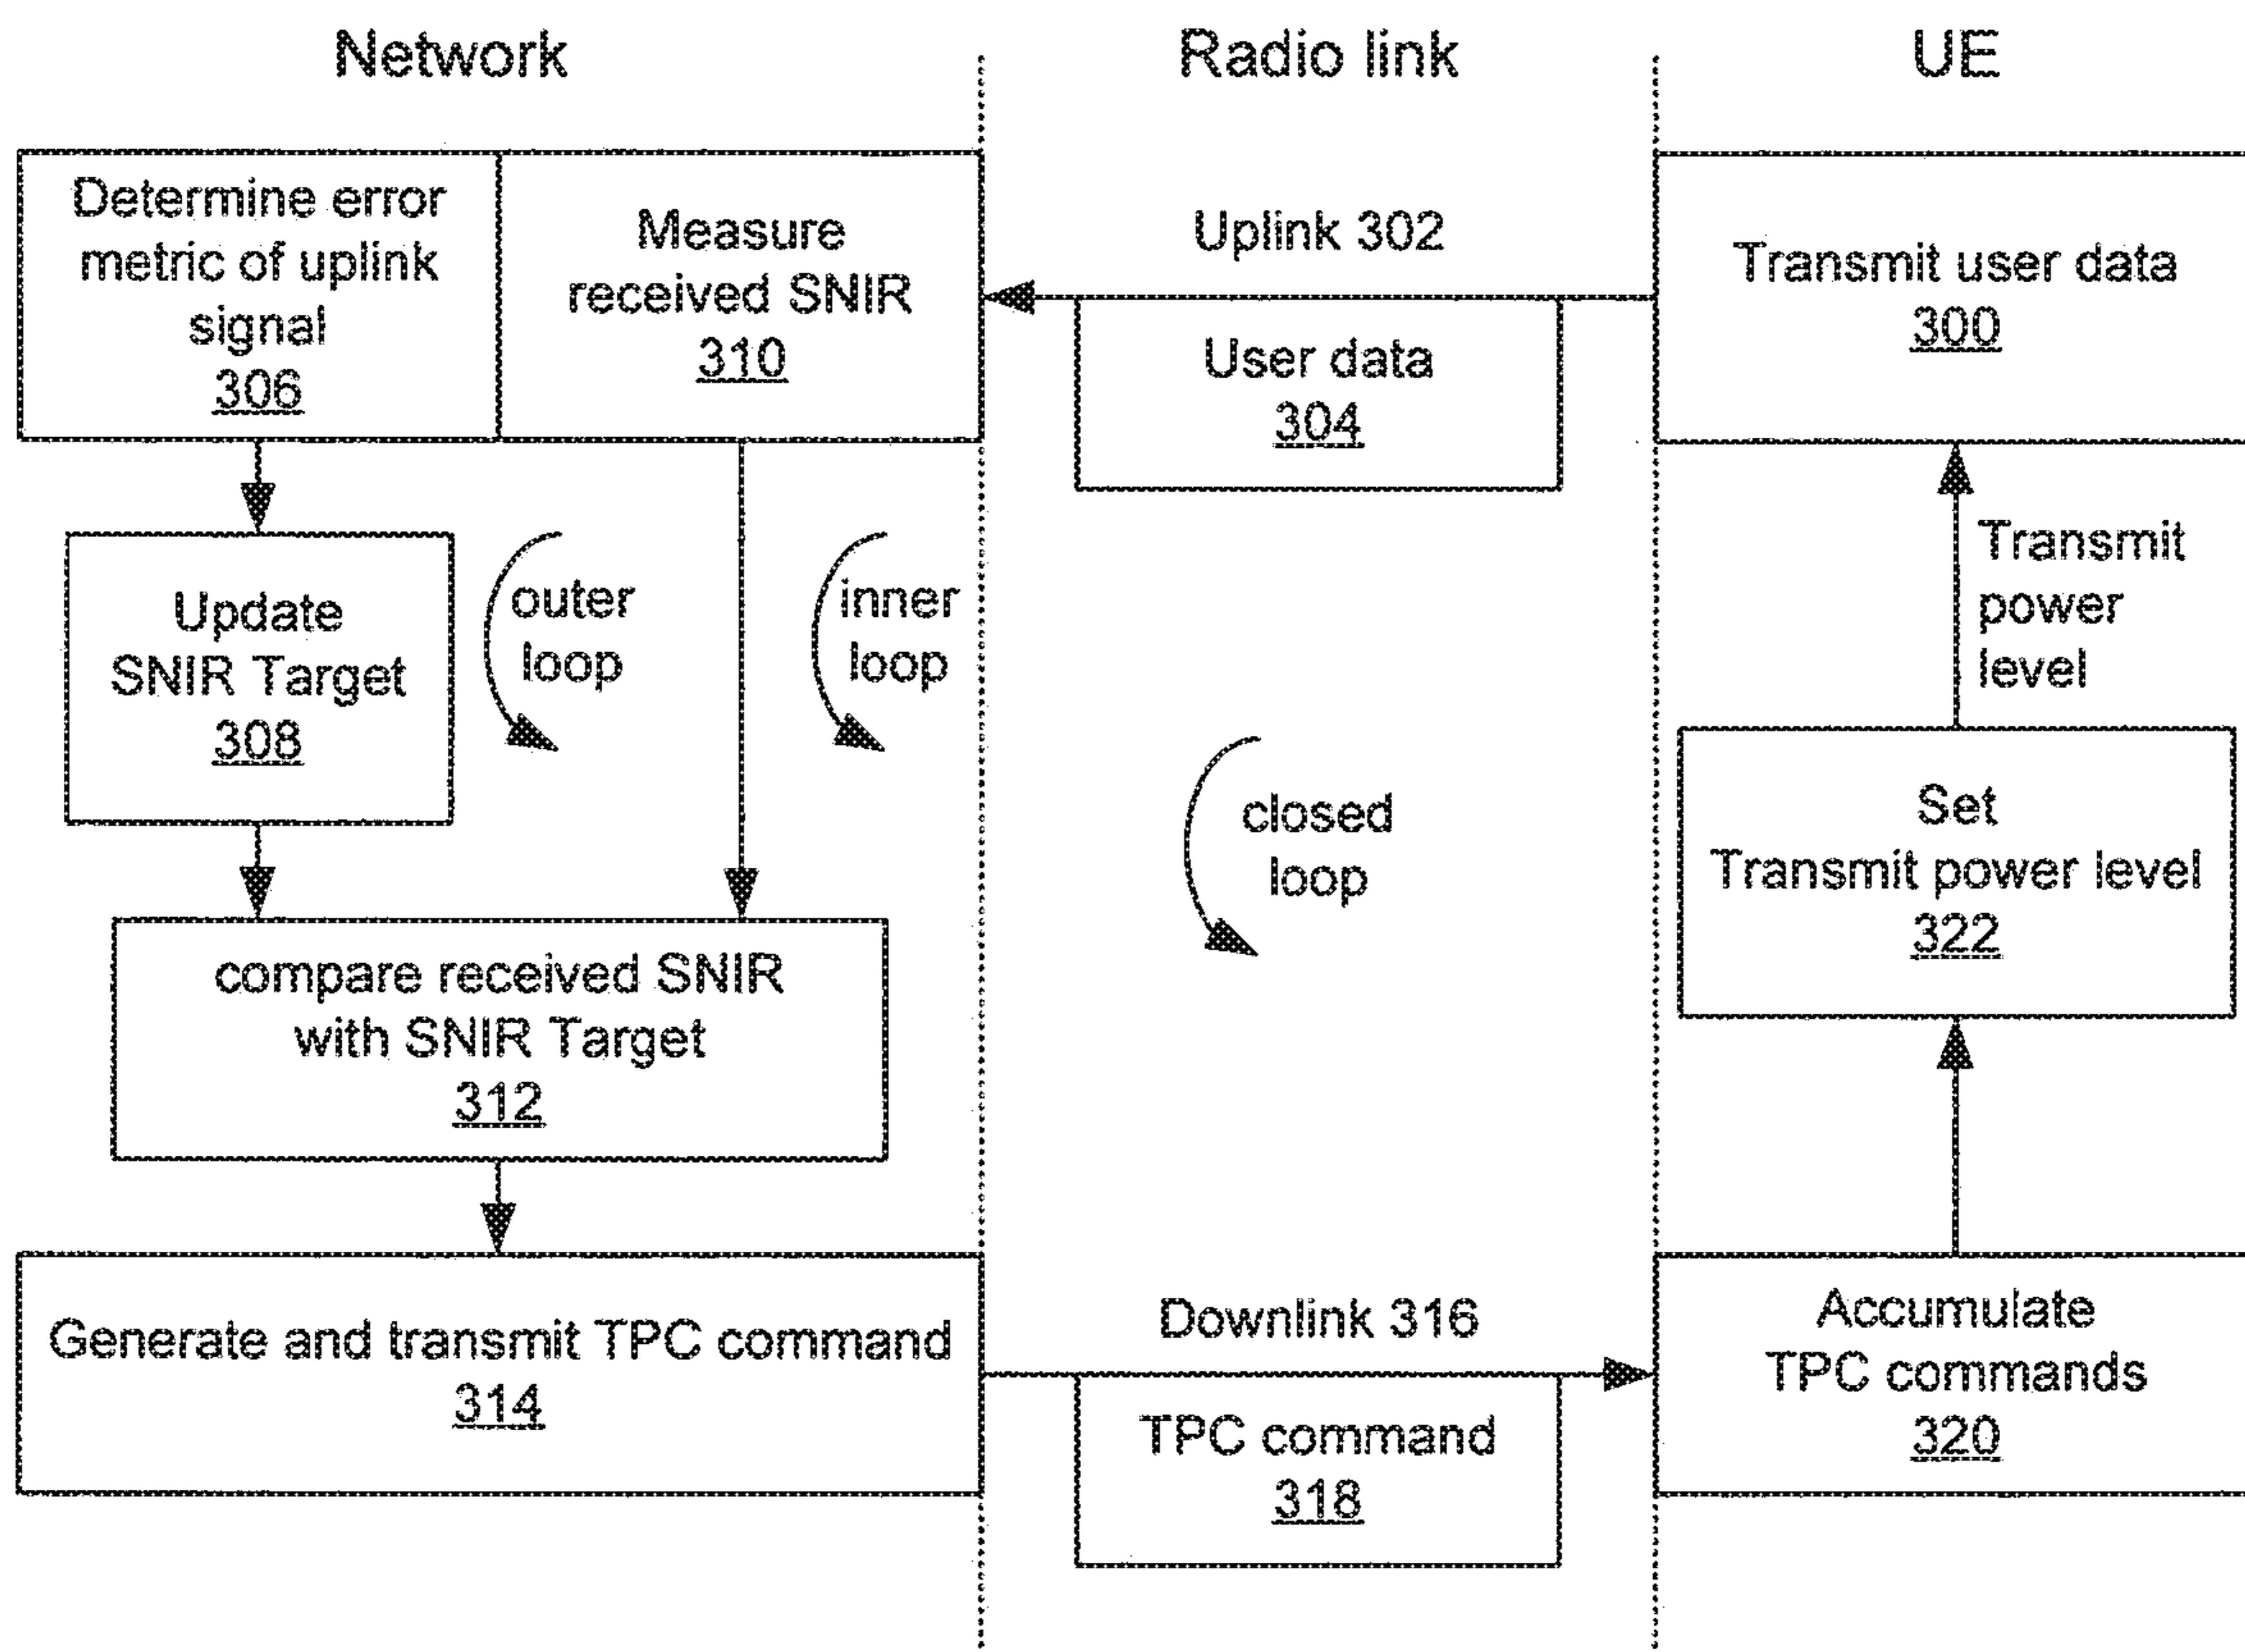 Network
Radio link
UE
Determine error
metric of uplink
signal
306
Measure
received SNIR
310
Uplink 302
User data
304
Transmit user data
300
Update
SNIR Target
308
outer
loop
inner
loop
closed
loop
Transmit
power
level
Set
Transmit power level
322
compare received SNIR
with SNIR Target
312
Generate and transmit TPC command
314
Downlink 316
TPC command
318
Accumulate
TPC commands
320